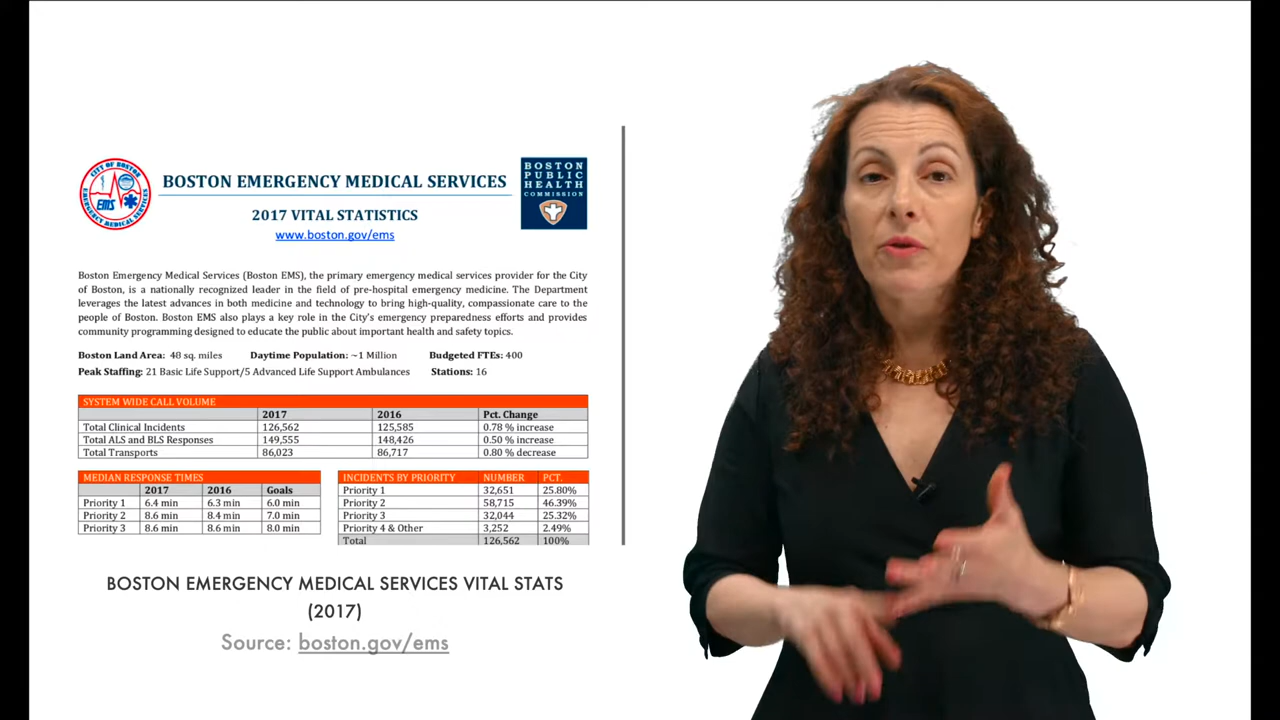 CITY OF BOSTON
EMS
EMERGENCY MEDICAL SERVICES
BOSTON EMERGENCY MEDICAL SERVICES
2017 VITAL STATISTICS
www.boston.gov/ems
BOSTON
PUBLIC
HEALTH
COMMISSION
Boston Emergency Medical Services (Boston EMS), the primary emergency medical services provider for the City
of Boston, is a nationally recognized leader in the field of pre-hospital emergency medicine. The Department
leverages the latest advances in both medicine and technology to bring high-quality, compassionate care to the
people of Boston. Boston EMS also plays a key role in the City's emergency preparedness efforts and provides
community programming designed to educate the public about important health and safety topics.
Boston Land Area: 48 sq. miles Daytime Population: ~1 Million Budgeted FTEs: 400
Peak Staffing: 21 Basic Life Support/5 Advanced Life Support Ambulances Stations: 16
SYSTEM WIDE CALL VOLUME
2017 2016 Pct. Change
Total Clinical Incidents 126,562 125,585 0.78 % increase
Total ALS and BLS Responses 149,555 148,426 0.50 % increase
Total Transports 86,023 86,717 0.80 % decrease
MEDIAN RESPONSE TIMES
2017 2016 Goals
Priority 1 6.4 min 6.3 min 6.0 min
Priority 2 8.6 min 8.4 min 7.0 min
Priority 3 8.6 min 8.6 min 8.0 min
INCIDENTS BY PRIORITY NUMBER PCT.
Priority 1 32,651 25.80%
Priority 2 58,715 46.39%
Priority 3 32,044 25.32%
Priority 4 & Other 3,252 2.49%
Total 126,562 100%
BOSTON EMERGENCY MEDICAL SERVICES VITAL STATS
(2017)
Source: boston.gov/ems